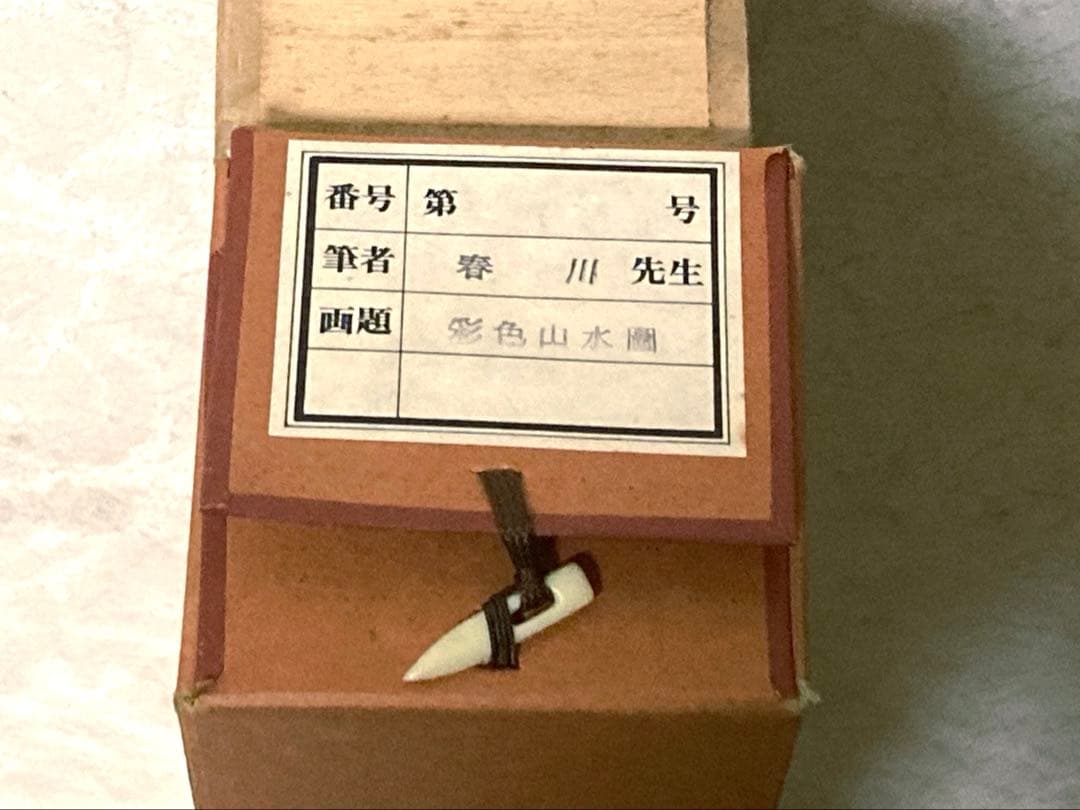 番号 第 号
筆者 春 川 先生
画題 彩色山水圖